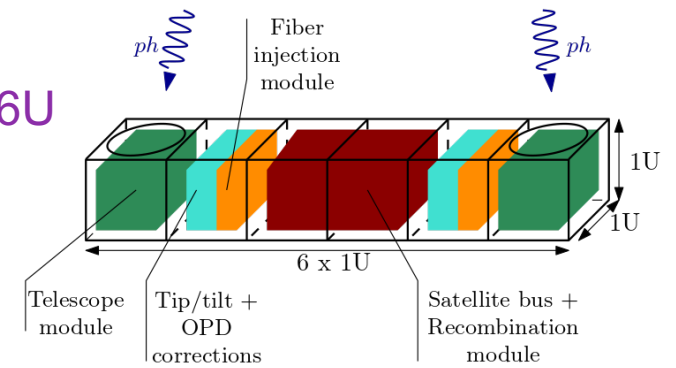 ph
Fiber
injection
module
ph
6U
1U
1U
6 x 1U
Telescope
module
Tip/tilt +
OPD
corrections
Satellite bus +
Recombination
module